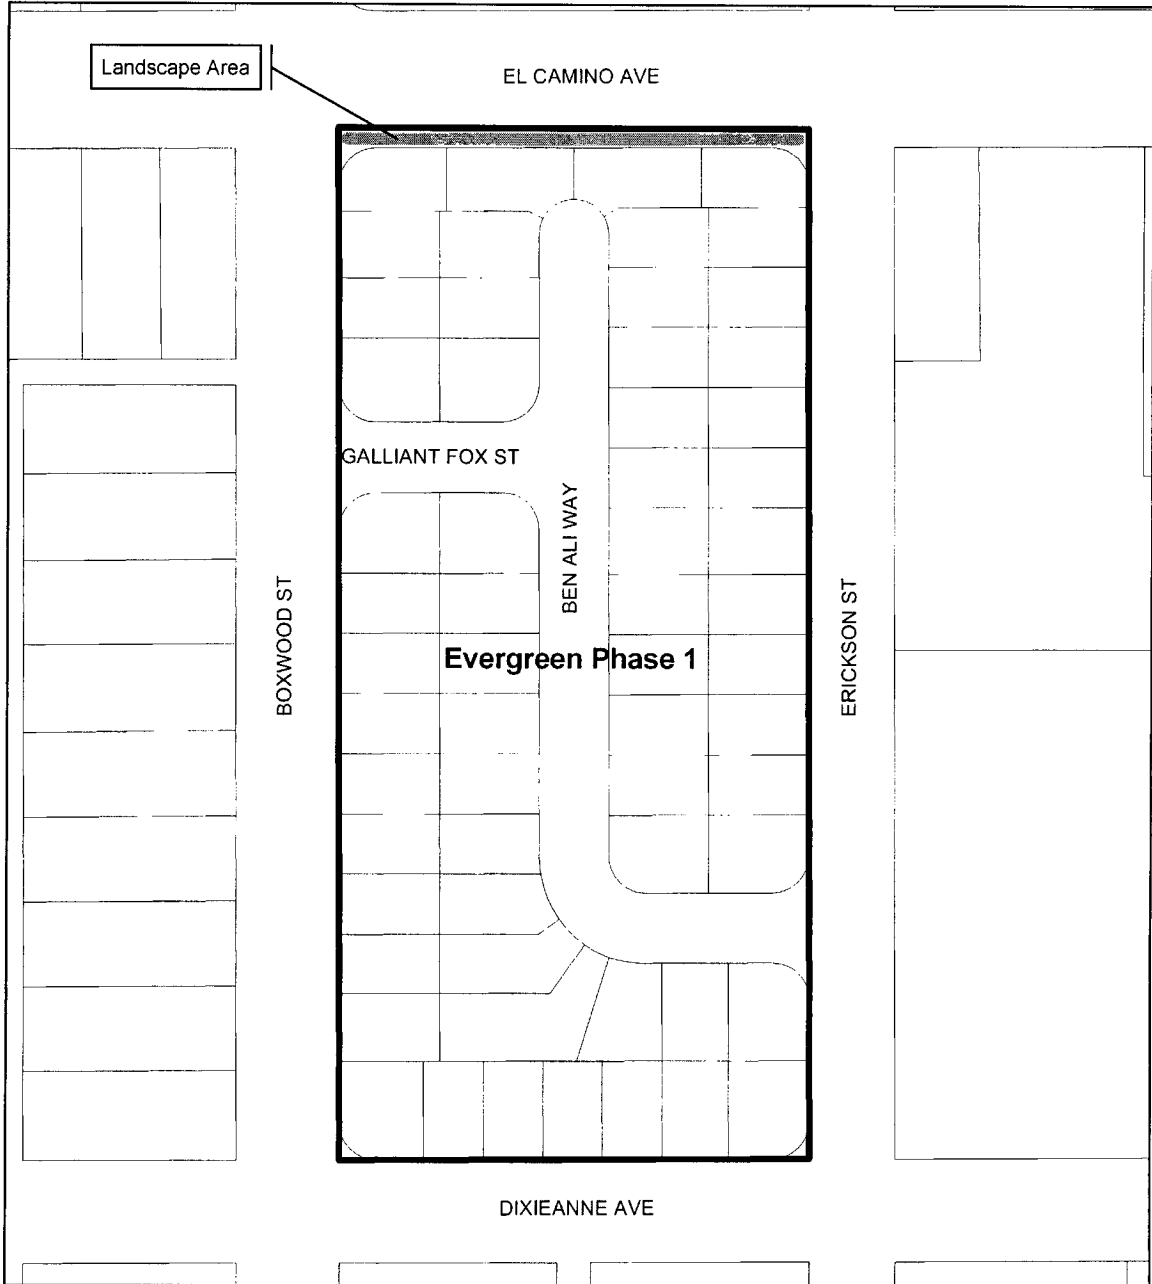 Landscape Area
EL CAMINO AVE
GALLIANT FOX ST
BEN ALI WAY
BOXWOOD ST
ERICKSON ST
Evergreen Phase 1
DIXIEANNE AVE